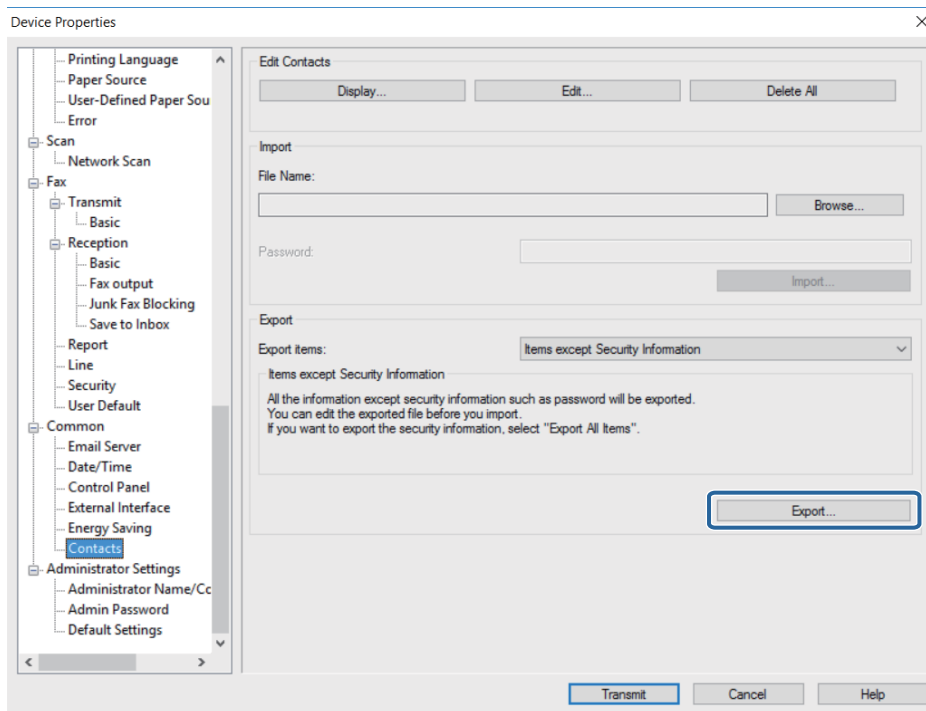 Device Properties
Printing Language
Paper Source
User-Defined Paper Sou
Error
Scan
Network Scan
Fax
Transmit
Basic
Reception
Basic
Fax output
Junk Fax Blocking
Save to Inbox
Report
Line
Security
User Default
Common
Email Server
Date/Time
Control Panel
External Interface
Energy Saving
Contacts
Administrator Settings
Administrator Name/Cc
Admin Password
Default Settings
Edit Contacts
Display... Edit... Delete All
Import
File Name:
Browse...
Password:
Import...
Export
Export items: Items except Security Information
Items except Security Information
All the information except security information such as password will be exported.
You can edit the exported file before you import.
If you want to export the security information, select "Export All Items".
Export...
Transmit Cancel Help